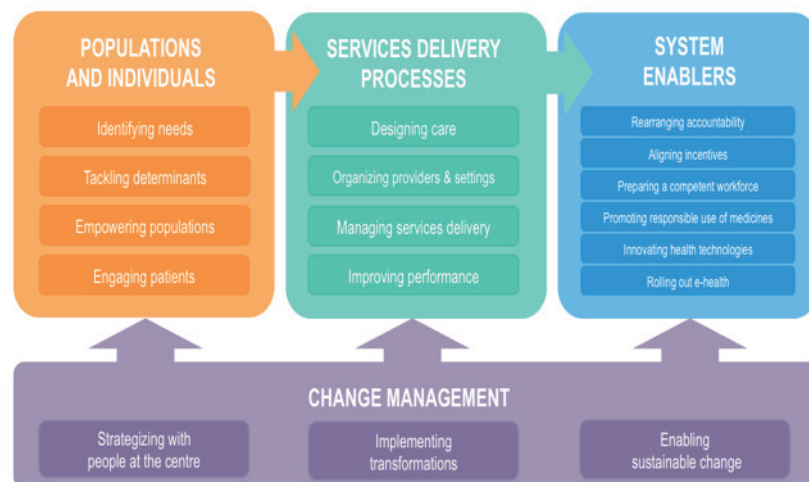 POPULATIONS
AND INDIVIDUALS
Identifying needs
Tackling determinants
Empowering populations
Engaging patients
SERVICES DELIVERY
PROCESSES
Designing care
Organizing providers & settings
Managing services delivery
Improving performance
SYSTEM
ENABLERS
Rearranging accountability
Aligning incentives
Preparing a competent workforce
Promoting responsible use of medicines
Innovating health technologies
Rolling out e-health
CHANGE MANAGEMENT
Strategizing with
people at the centre
Implementing
transformations
Enabling
sustainable change